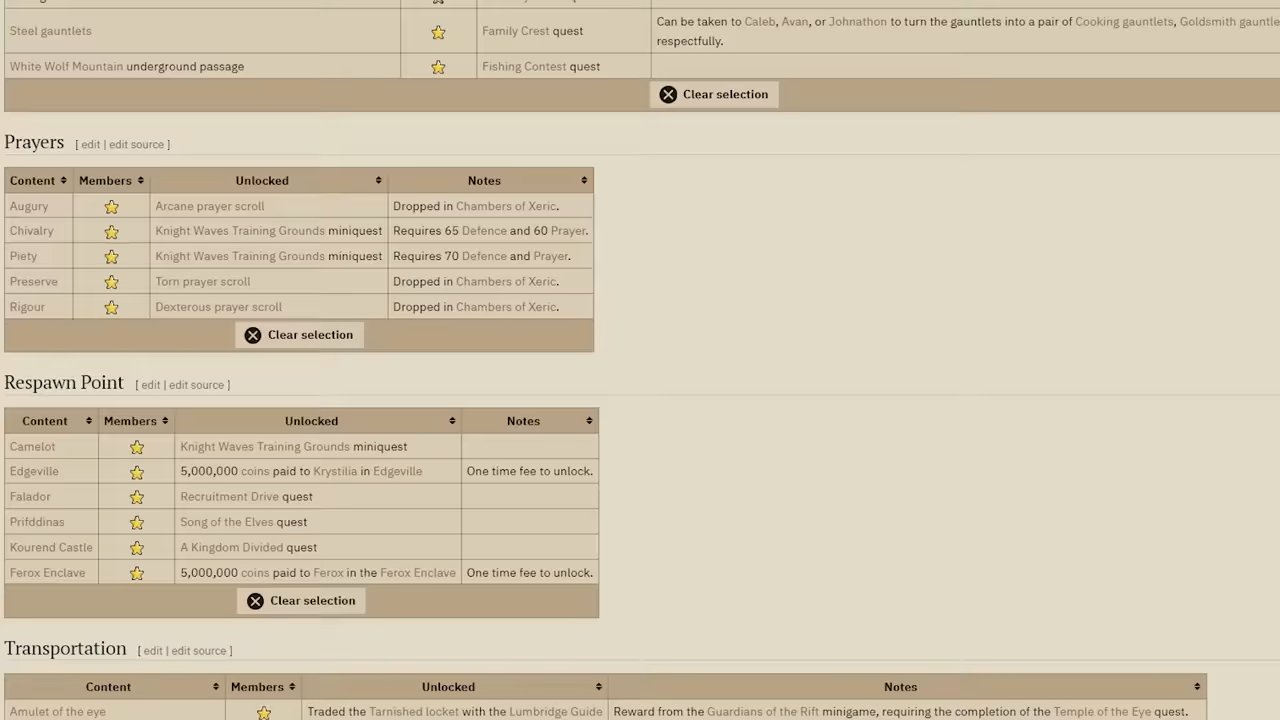 Steel gauntlets Family Crest quest Can be taken to Caleb, Avan, or Johnathon to turn the gauntlets into a pair of Cooking gauntlets, Goldsmith
respectfully.
White Wolf Mountain underground passage Fishing Contest quest
Clear selection
Prayers [ edit | edit source ]
Content Members Unlocked Notes
Augury Arcane prayer scroll Dropped in Chambers of Xeric.
Chivalry Knight Waves Training Grounds miniquest Requires 65 Defence and 60 Prayer.
Piety Knight Waves Training Grounds miniquest Requires 70 Defence and Prayer.
Preserve Torn prayer scroll Dropped in Chambers of Xeric.
Rigour Dexterous prayer scroll Dropped in Chambers of Xeric.
Clear selection
Respawn Point [ edit | edit source ]
Content Members Unlocked Notes
Camelot Knight Waves Training Grounds miniquest
Edgeville 5,000,000 coins paid to Krystilia in Edgeville One time fee to unlock.
Falador Recruitment Drive quest
Prifddinas Song of the Elves quest
Kourend Castle A Kingdom Divided quest
Ferox Enclave 5,000,000 coins paid to Ferox in the Ferox Enclave One time fee to unlock.
Clear selection
Transportation [ edit | edit source ]
Content Members Unlocked Notes
Amulet of the eye Traded the Tarnished locket with the Lumbridge Guide Reward from the Guardians of the Rift minigame, requiring the completion of the Temple of the Eye quest.